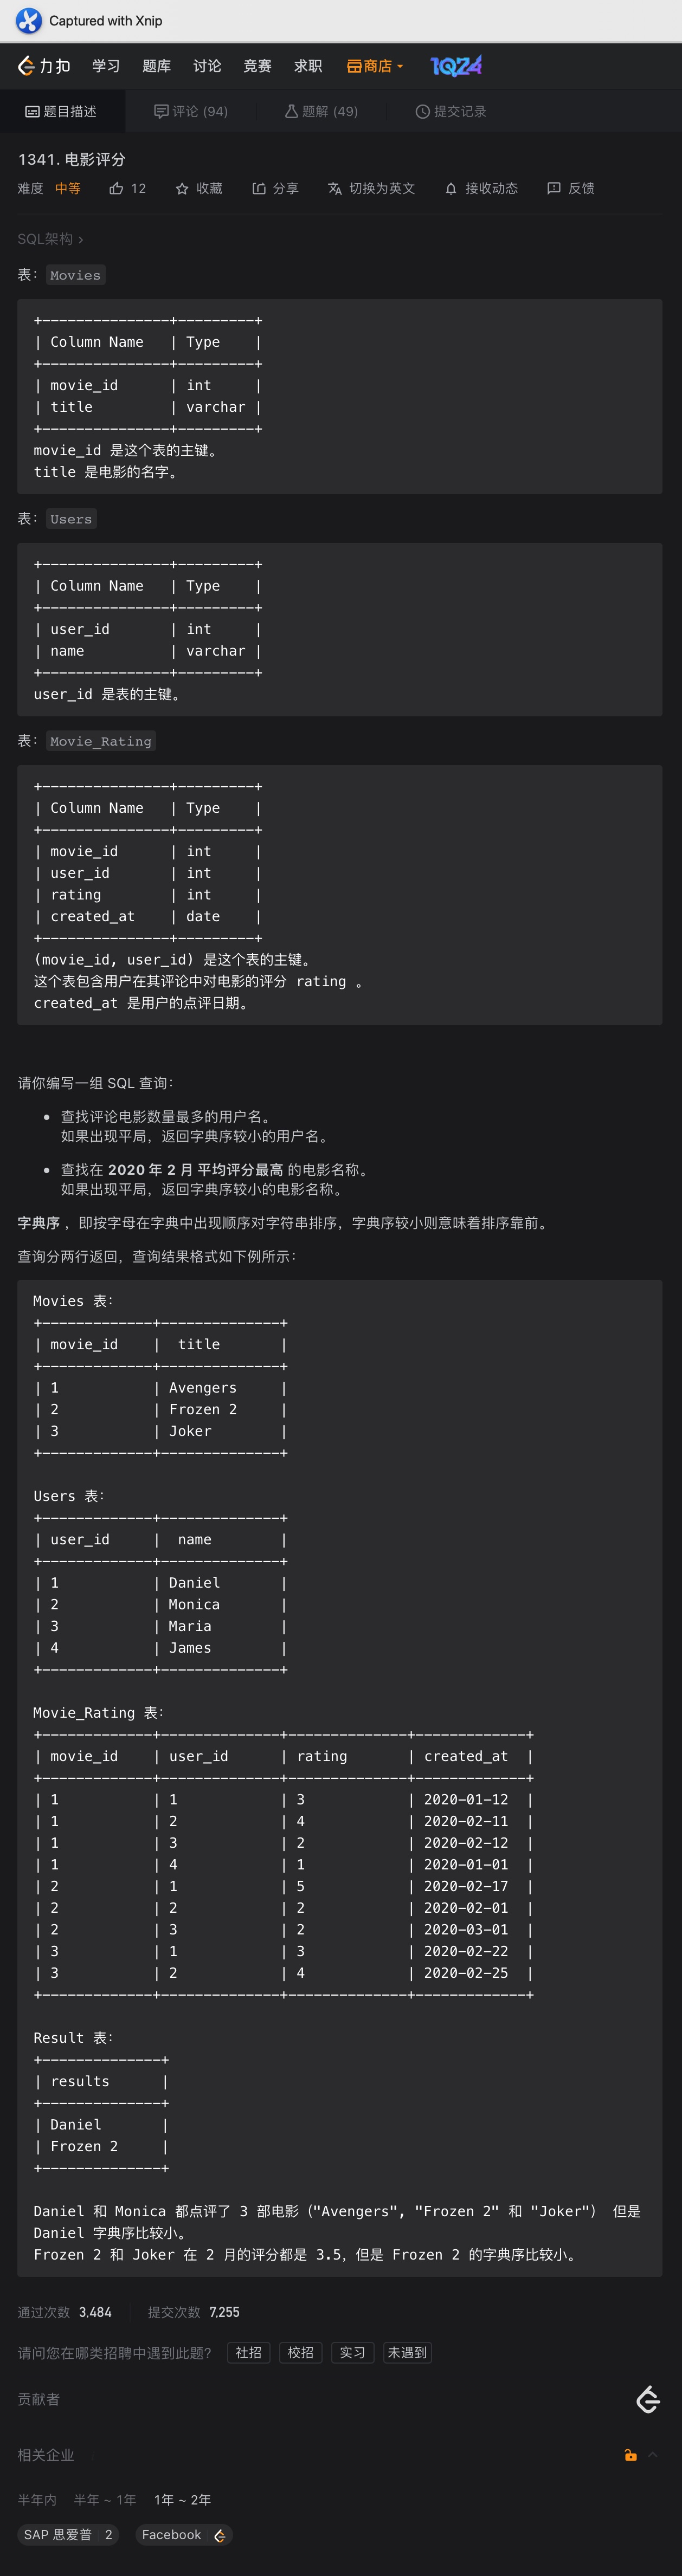 Captured with Xnip
力扣 学习 题库 讨论 竞赛 求职 商店 1024
题目描述 评论 (94) 题解 (49) 提交记录
1341. 电影评分
难度 中等 12 收藏 分享 切换为英文 接收动态 反馈
SQL架构 ›
表：Movies
+---------------+---------+
| Column Name   | Type    |
+---------------+---------+
| movie_id      | int     |
| title         | varchar |
+---------------+---------+
movie_id 是这个表的主键。
title 是电影的名字。
表：Users
+---------------+---------+
| Column Name   | Type    |
+---------------+---------+
| user_id       | int     |
| name          | varchar |
+---------------+---------+
user_id 是表的主键。
表：Movie_Rating
+---------------+---------+
| Column Name   | Type    |
+---------------+---------+
| movie_id      | int     |
| user_id       | int     |
| rating        | int     |
| created_at    | date    |
+---------------+---------+
(movie_id, user_id) 是这个表的主键。
这个表包含用户在其评论中对电影的评分 rating 。
created_at 是用户的点评日期。
请你编写一组 SQL 查询：
• 查找评论电影数量最多的用户名。
如果出现平局，返回字典序较小的用户名。
• 查找在 2020 年 2 月 平均评分最高 的电影名称。
如果出现平局，返回字典序较小的电影名称。
字典序 ，即按字母在字典中出现顺序对字符串排序，字典序较小则意味着排序靠前。
查询分两行返回，查询结果格式如下例所示：
Movies 表：
+-------------+--------------+
| movie_id    |  title       |
+-------------+--------------+
| 1           | Avengers     |
| 2           | Frozen 2     |
| 3           | Joker        |
+-------------+--------------+
Users 表：
+-------------+--------------+
| user_id     |  name        |
+-------------+--------------+
| 1           | Daniel       |
| 2           | Monica       |
| 3           | Maria        |
| 4           | James        |
+-------------+--------------+
Movie_Rating 表：
+-------------+--------------+--------------+-------------+
| movie_id    | user_id      | rating       | created_at  |
+-------------+--------------+--------------+-------------+
| 1           | 1            | 3            | 2020-01-12  |
| 1           | 2            | 4            | 2020-02-11  |
| 1           | 3            | 2            | 2020-02-12  |
| 1           | 4            | 1            | 2020-01-01  |
| 2           | 1            | 5            | 2020-02-17  |
| 2           | 2            | 2            | 2020-02-01  |
| 2           | 3            | 2            | 2020-03-01  |
| 3           | 1            | 3            | 2020-02-22  |
| 3           | 2            | 4            | 2020-02-25  |
+-------------+--------------+--------------+-------------+
Result 表：
+--------------+
| results      |
+--------------+
| Daniel       |
| Frozen 2     |
+--------------+
Daniel 和 Monica 都点评了 3 部电影（"Avengers", "Frozen 2" 和 "Joker"） 但是
Daniel 字典序比较小。
Frozen 2 和 Joker 在 2 月的评分都是 3.5，但是 Frozen 2 的字典序比较小。
通过次数 3,484 提交次数 7,255
请问您在哪类招聘中遇到此题？ 社招 校招 实习 未遇到
贡献者
相关企业
半年内 半年 ~ 1年 1年 ~ 2年
SAP 思爱普 2 Facebook